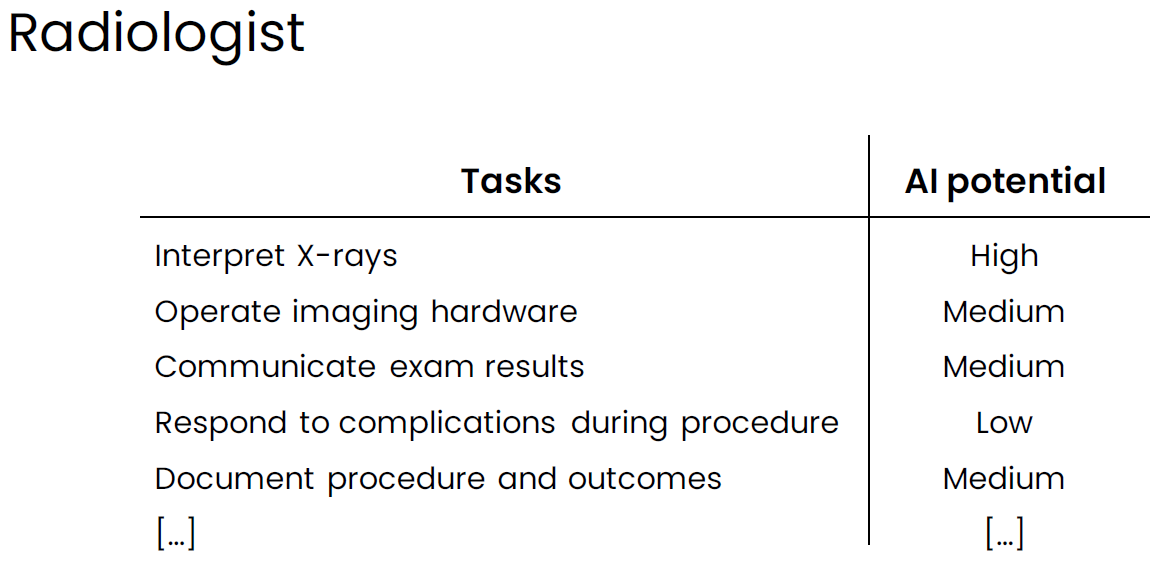 Radiologist
Tasks AI potential
Interpret X-rays High
Operate imaging hardware Medium
Communicate exam results Medium
Respond to complications during procedure Low
Document procedure and outcomes Medium
[...] [...]